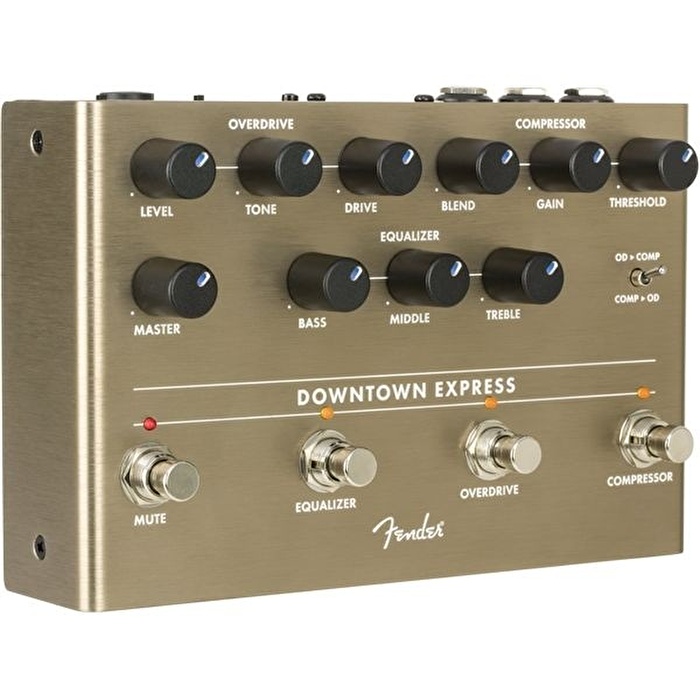 OVERDRIVE COMPRESSOR
LEVEL TONE DRIVE BLEND GAIN THRESHOLD
EQUALIZER
OD ▸ COMP
MASTER BASS MIDDLE TREBLE
COMP ▸ OD
DOWNTOWN EXPRESS
MUTE EQUALIZER OVERDRIVE COMPRESSOR
Fender